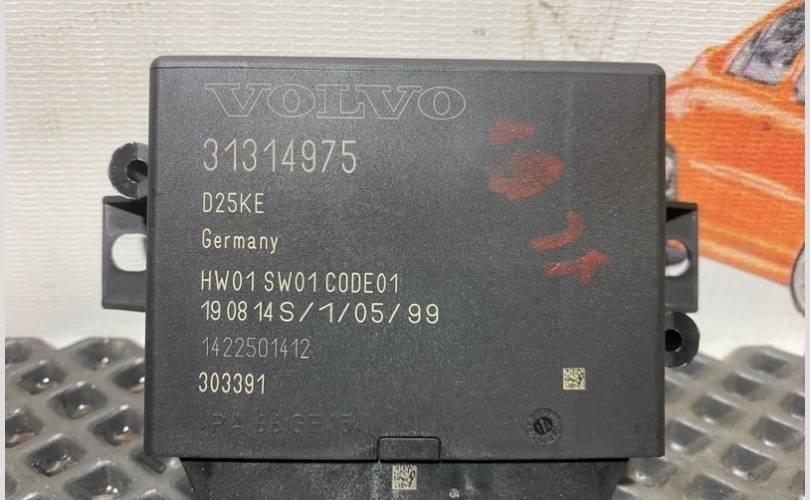 VOLVO
31314975
D25KE
Germany
HW01 SW01 CODE01
19 08 14 S/1/05/99
1422501412
303391